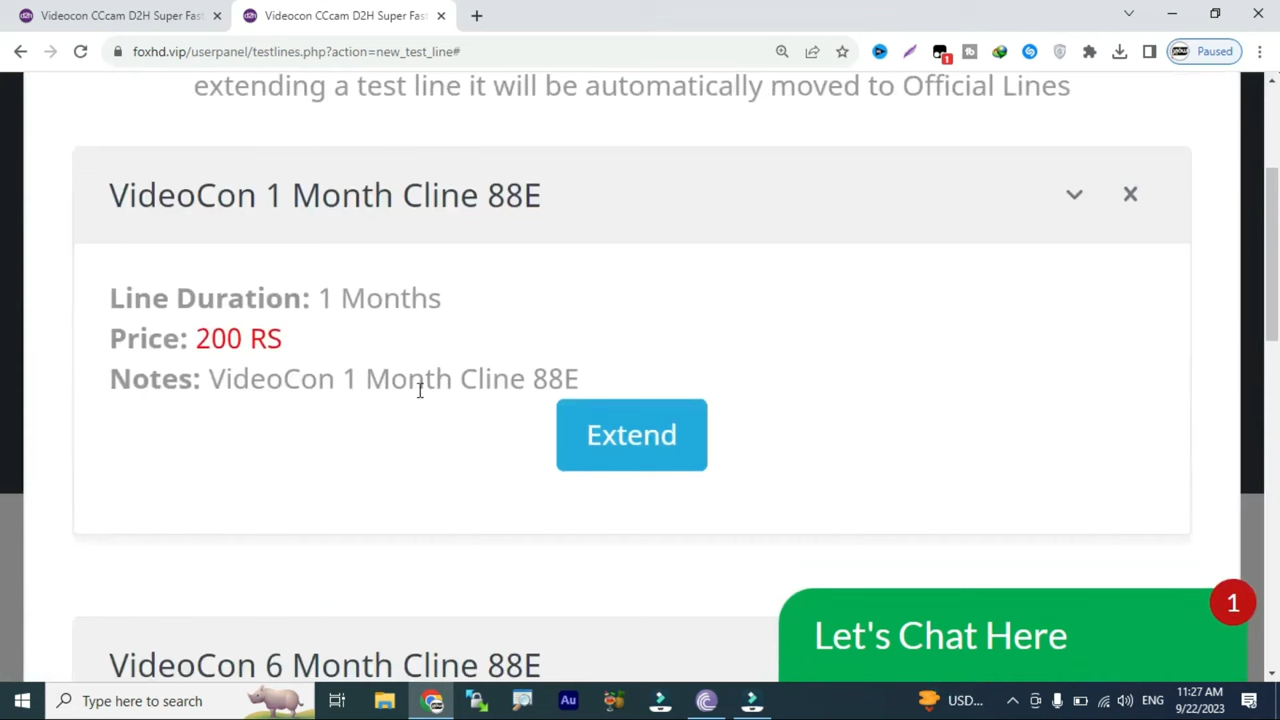 Videocon CCcam D2H Super Fast
Videocon CCcam D2H Super Fast
foxhd.vip/userpanel/testlines.php?action=new_test_line#
1
Paused
extending a test line it will be automatically moved to Official Lines
VideoCon 1 Month Cline 88E
Line Duration: 1 Months
Price: 200 RS
Notes: VideoCon 1 Month Cline 88E
Extend
1
Let's Chat Here
VideoCon 6 Month Cline 88E
Type here to search
Au
USD...
ENG
11:27 AM
9/22/2023